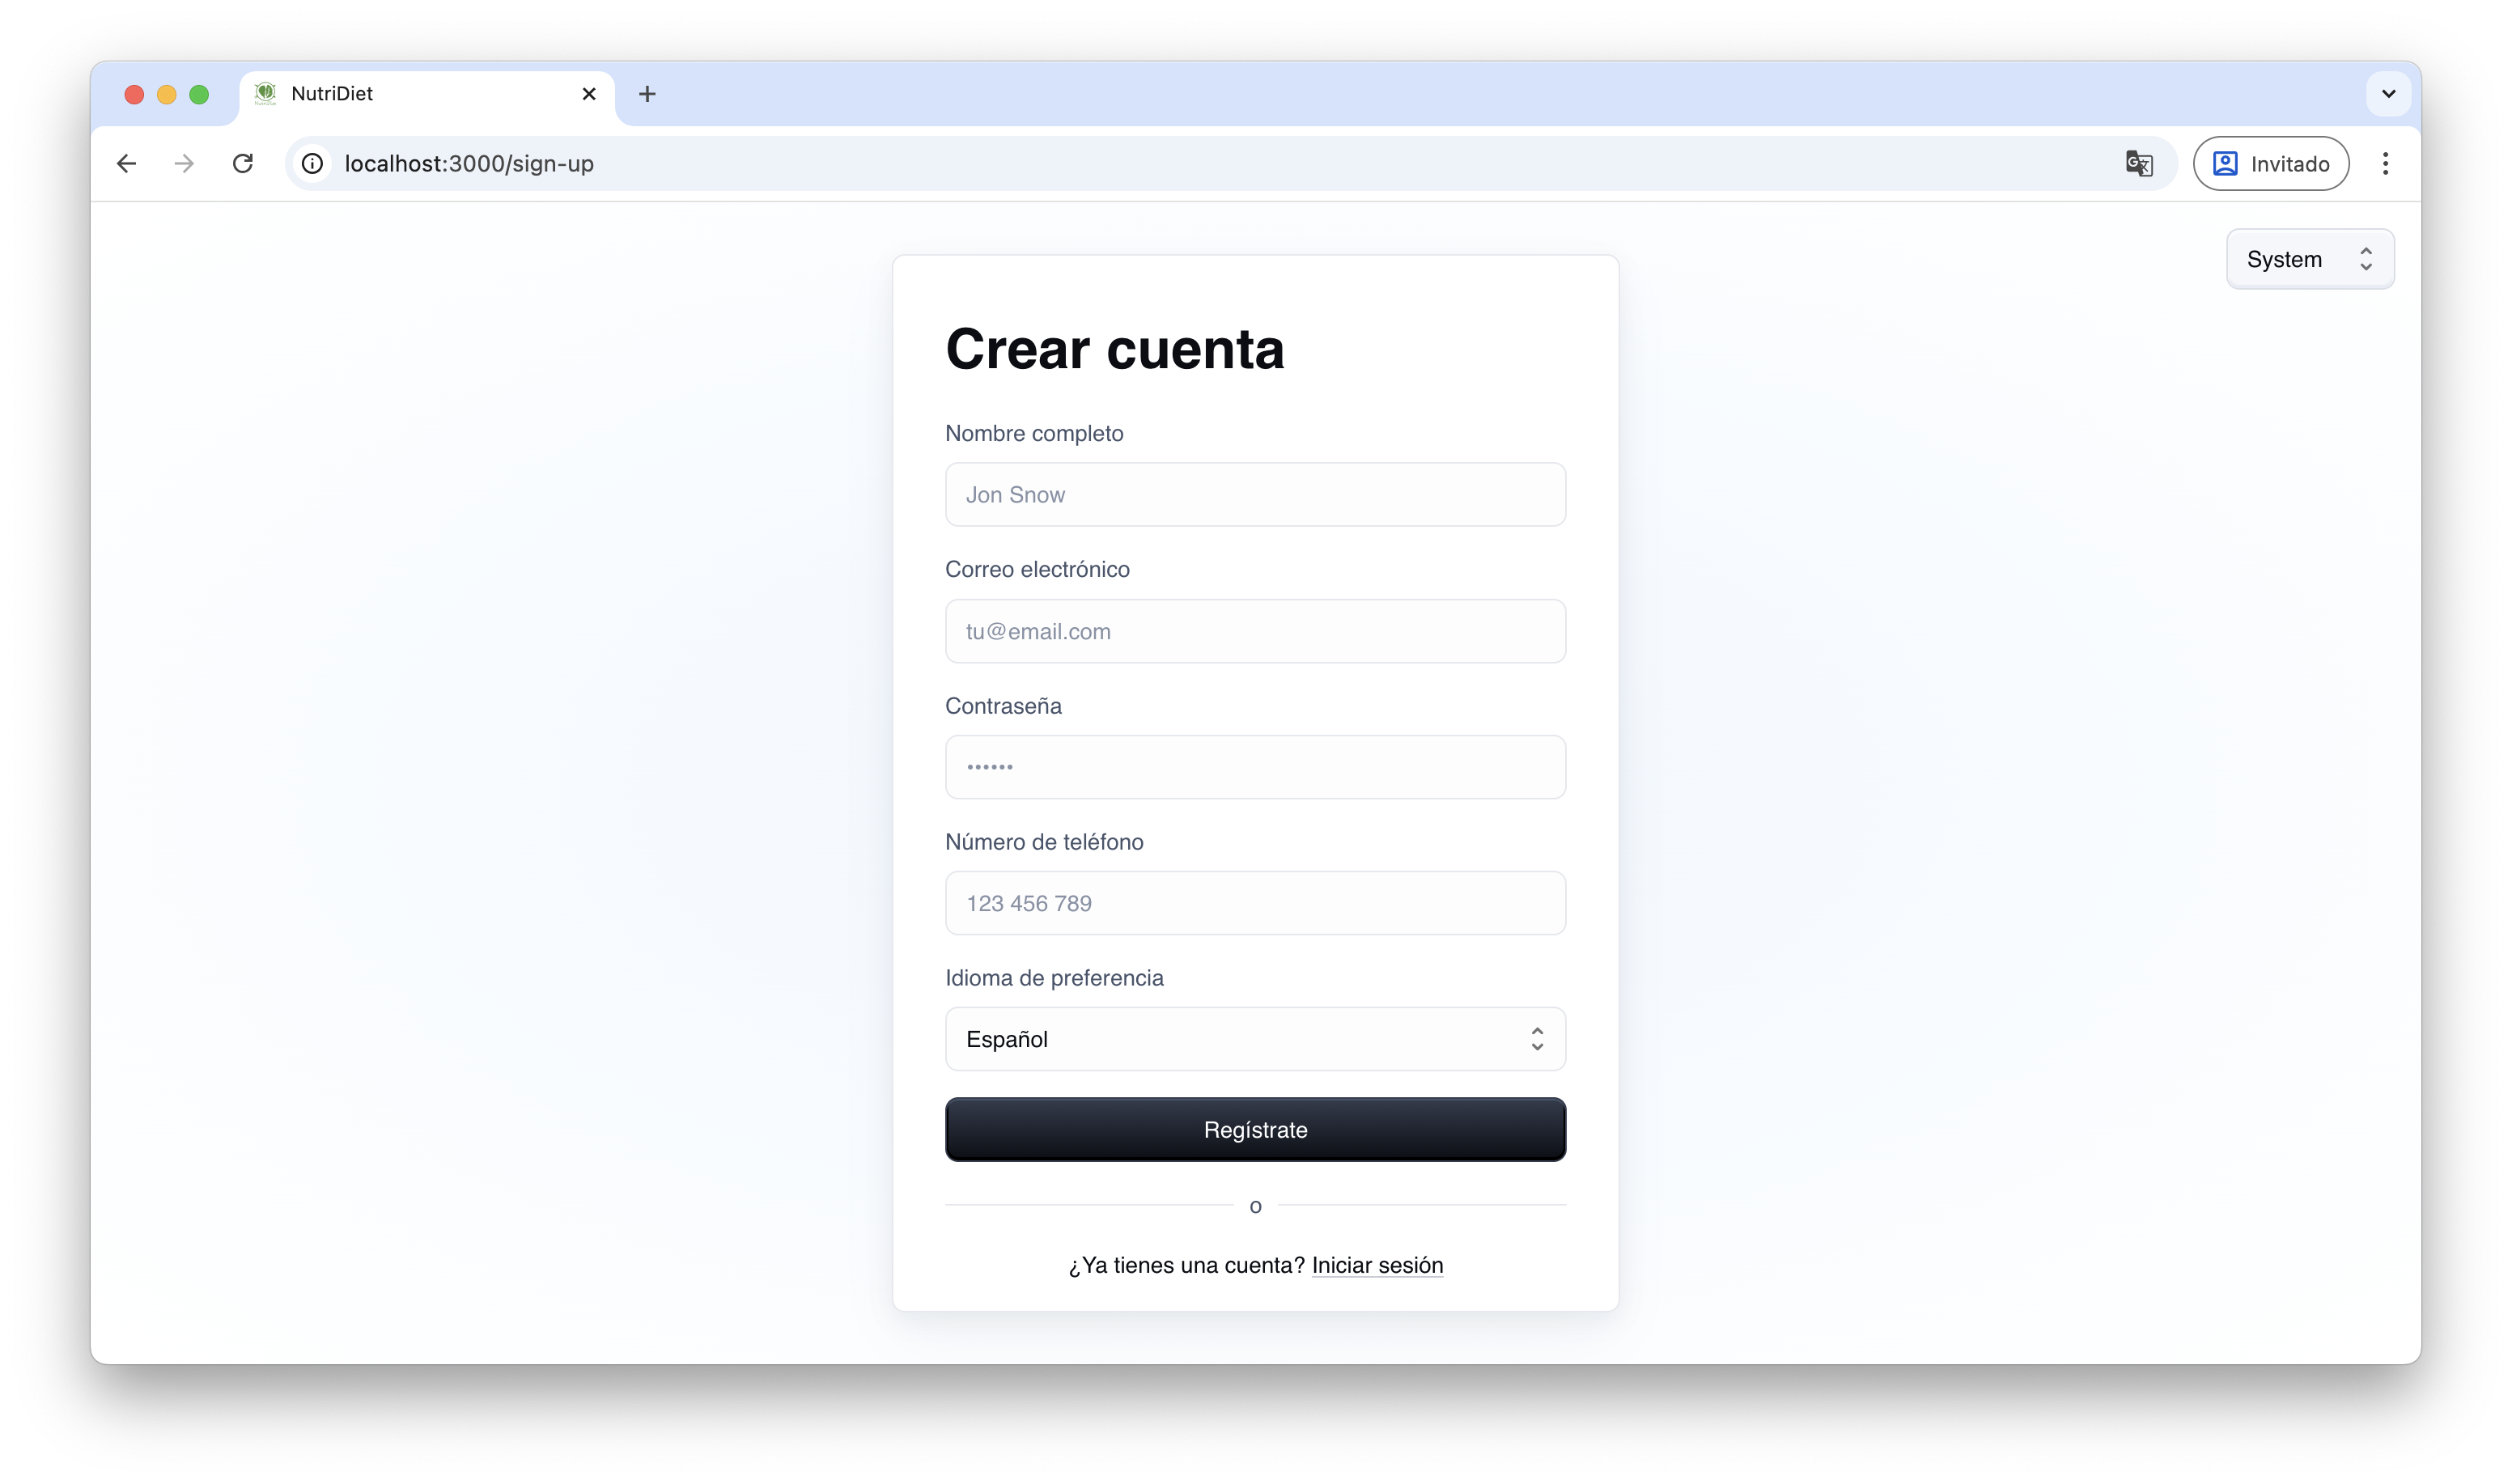 NutriDiet
localhost:3000/sign-up
Invitado
System
Crear cuenta
Nombre completo
Jon Snow
Correo electrónico
tu@email.com
Contraseña
••••••
Número de teléfono
123 456 789
Idioma de preferencia
Español
Regístrate
o
¿Ya tienes una cuenta? Iniciar sesión